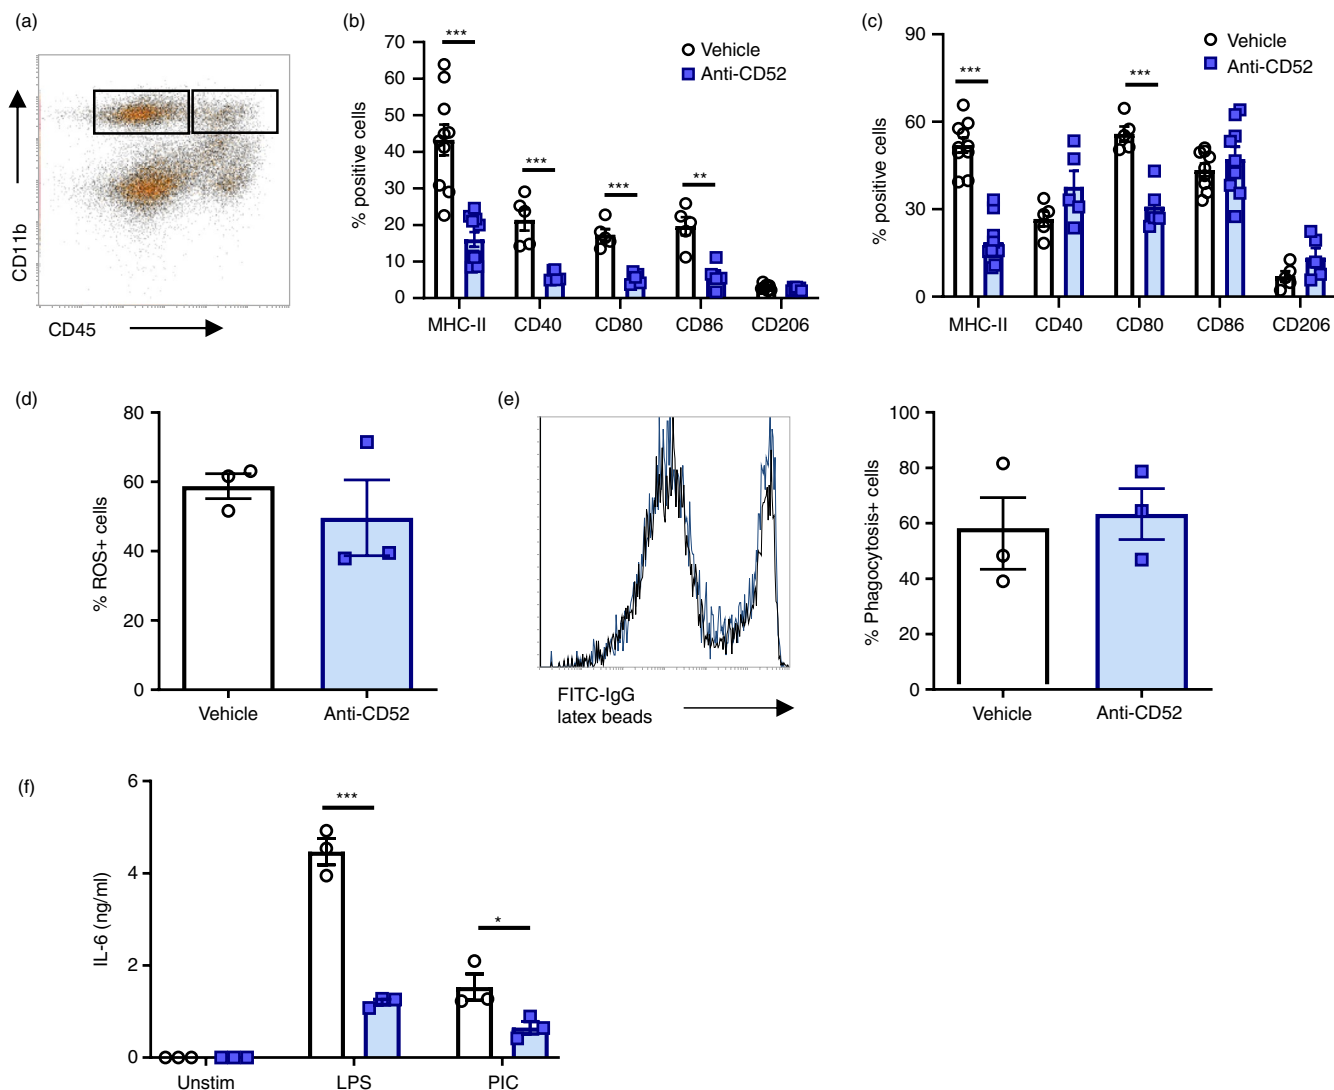 (a)
CD11b
CD45
(b)
% positive cells
70
60
50
40
30
20
10
0
***
***
***
**
Vehicle
Anti-CD52
MHC-II CD40 CD80 CD86 CD206
(c)
% positive cells
90
60
30
0
***
***
Vehicle
Anti-CD52
MHC-II CD40 CD80 CD86 CD206
(d)
% ROS+ cells
80
60
40
20
0
Vehicle Anti-CD52
(e)
FITC-IgG
latex beads
% Phagocytosis+ cells
100
80
60
40
20
0
Vehicle Anti-CD52
(f)
IL-6 (ng/ml)
6
4
2
0
***
*
Unstim LPS PIC